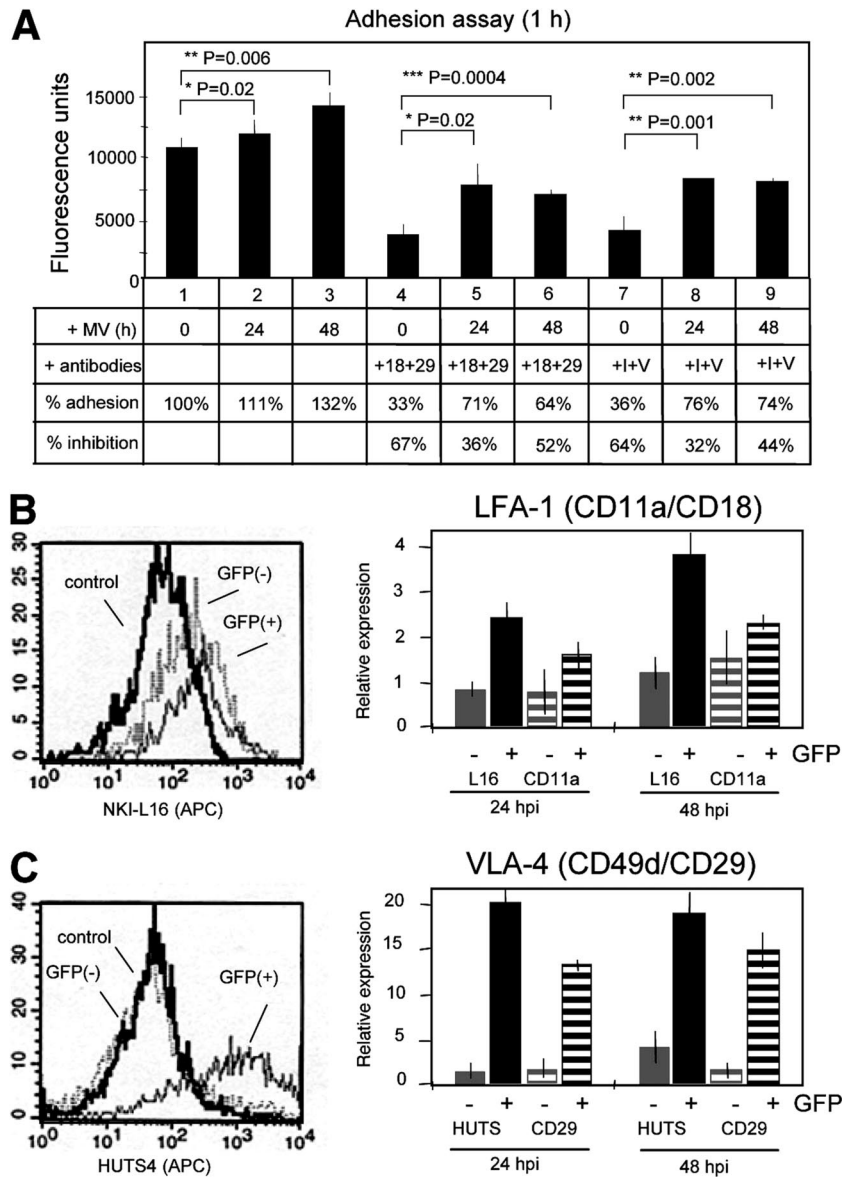 A
Adhesion assay (1 h)
Fluorescence units
15000
10000
5000
0
** P=0.006
* P=0.02
*** P=0.0004
* P=0.02
** P=0.002
** P=0.001
1 2 3 4 5 6 7 8 9
+ MV (h) 0 24 48 0 24 48 0 24 48
+ antibodies +18+29 +18+29 +18+29 +I+V +I+V +I+V
% adhesion 100% 111% 132% 33% 71% 64% 36% 76% 74%
% inhibition 67% 36% 52% 64% 32% 44%
B
30
25
20
15
10
5
0
control
GFP(-)
GFP(+)
10⁰ 10¹ 10² 10³ 10⁴
NKI-L16 (APC)
LFA-1 (CD11a/CD18)
Relative expression
4
3
2
1
0
- + - + - + - + GFP
L16 CD11a L16 CD11a
24 hpi 48 hpi
C
40
30
20
10
0
control
GFP(-)
GFP(+)
10⁰ 10¹ 10² 10³ 10⁴
HUTS4 (APC)
VLA-4 (CD49d/CD29)
Relative expression
20
15
10
5
0
- + - + - + - + GFP
HUTS CD29 HUTS CD29
24 hpi 48 hpi